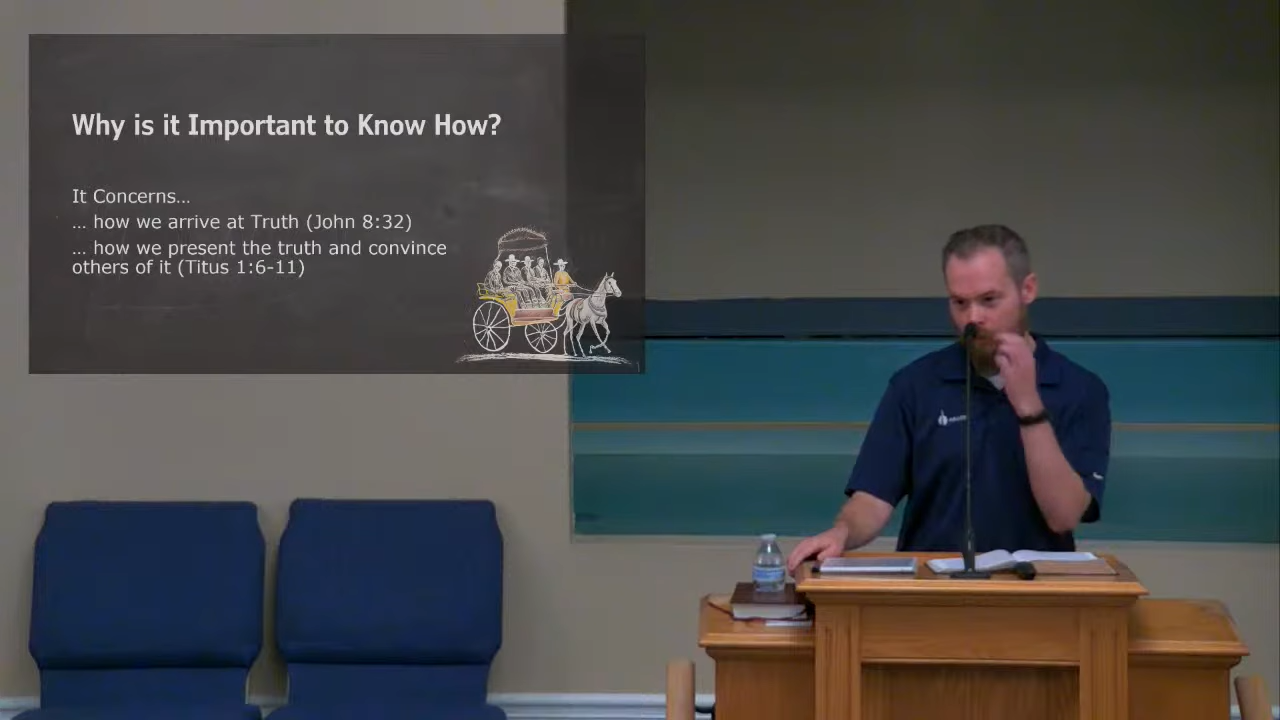 Why is it Important to Know How?
It Concerns…
… how we arrive at Truth (John 8:32)
… how we present the truth and convince
others of it (Titus 1:6-11)